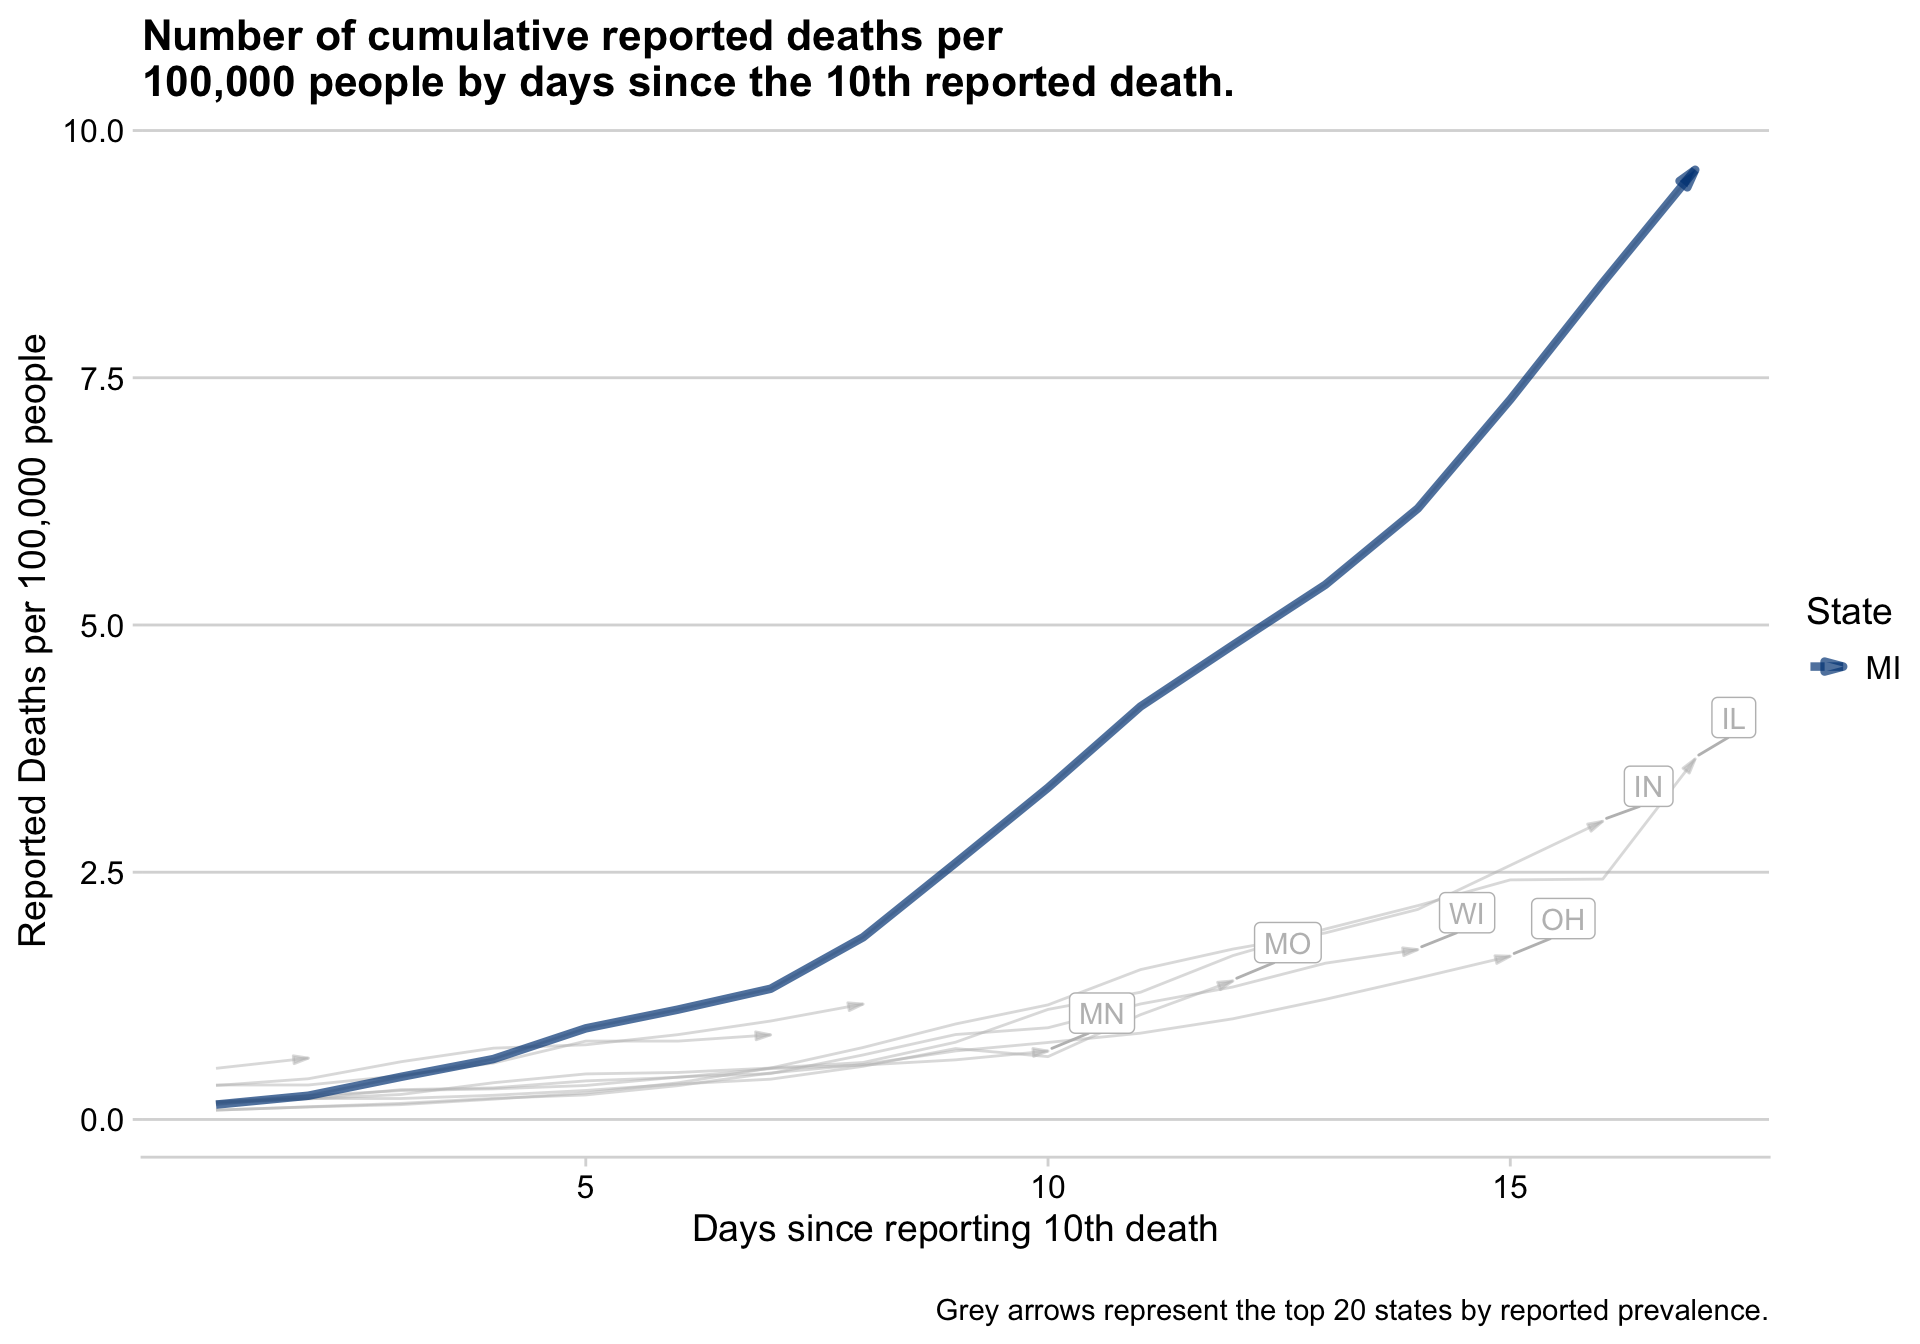 Number of cumulative reported deaths per
100,000 people by days since the 10th reported death.
Reported Deaths per 100,000 people
10.0
7.5
5.0
2.5
0.0
IL
IN
WI
OH
MO
MN
State
MI
5
10
15
Days since reporting 10th death
Grey arrows represent the top 20 states by reported prevalence.